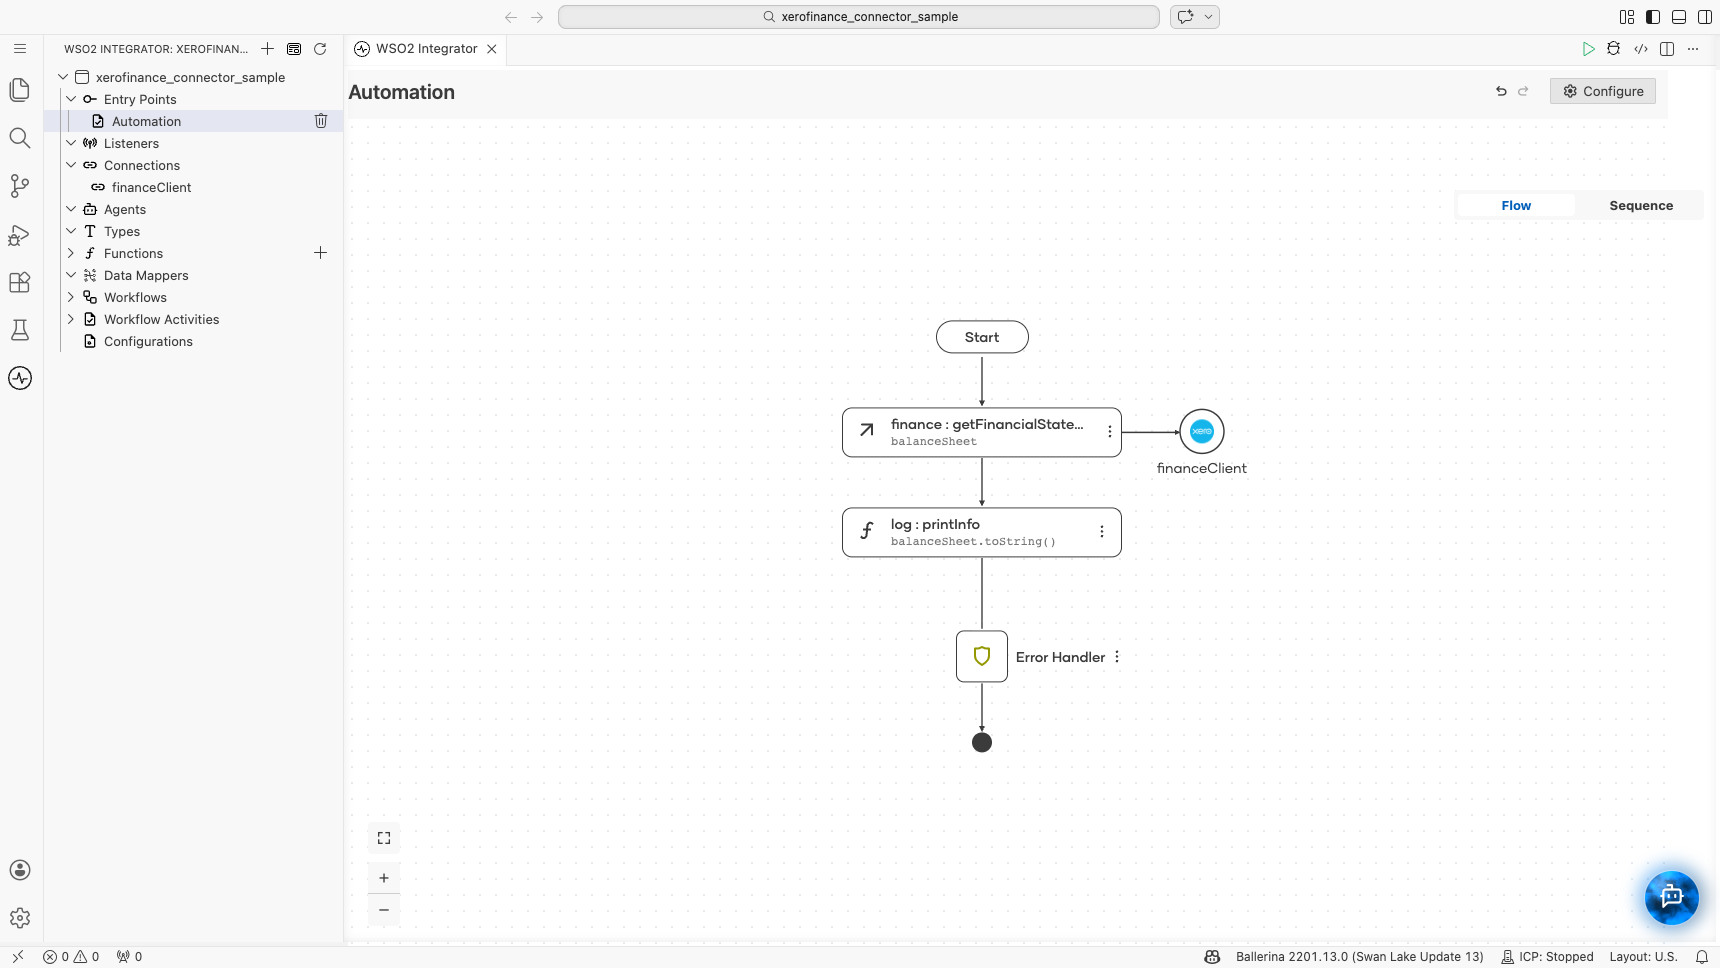 xerofinance_connector_sample
WSO2 INTEGRATOR: XEROFINAN...
WSO2 Integrator
xerofinance_connector_sample
Entry Points
Automation
Listeners
Connections
financeClient
Agents
Types
Functions
Data Mappers
Workflows
Workflow Activities
Configurations
Automation
Configure
Flow
Sequence
Start
finance : getFinancialState...
balanceSheet
xero
financeClient
log : printInfo
balanceSheet.toString()
Error Handler
0
0
0
Ballerina 2201.13.0 (Swan Lake Update 13)
ICP: Stopped
Layout: U.S.